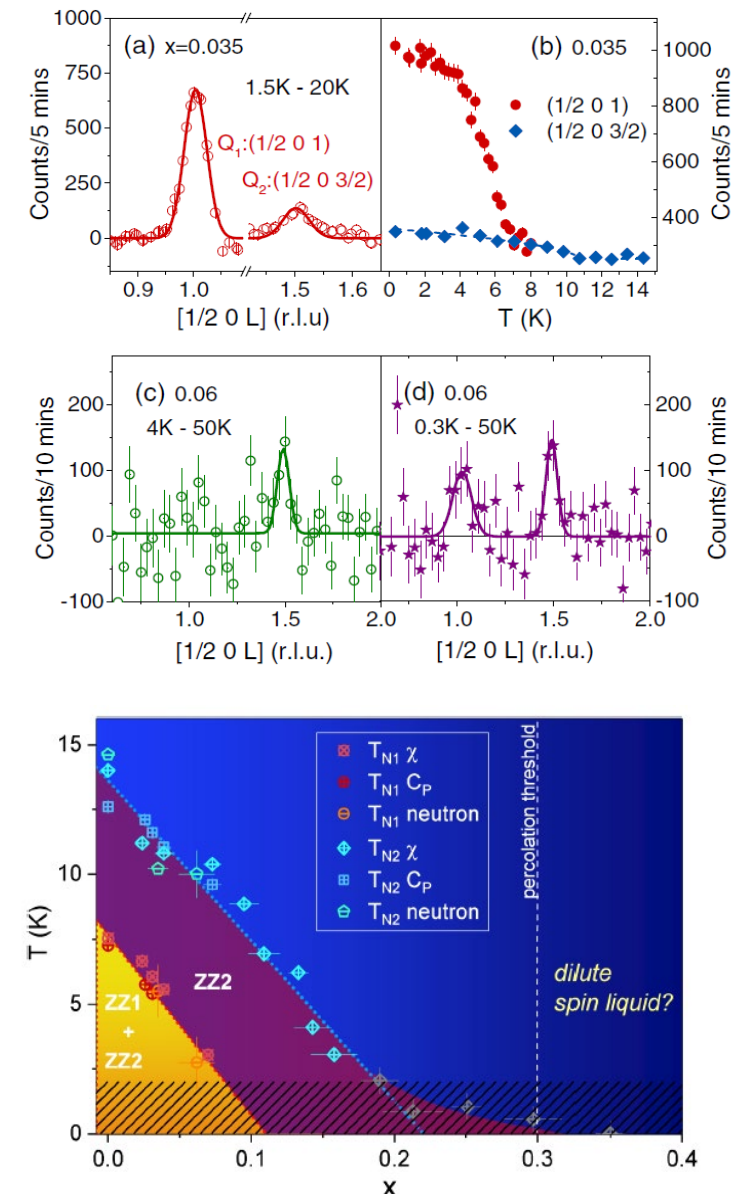 (a) x=0.035
1.5K - 20K
Q1:(1/2 0 1)
Q2:(1/2 0 3/2)
1000
750
500
250
0
Counts/5 mins
0.9 1.0 1.5 1.6
[1/2 0 L] (r.l.u)
(b) 0.035
(1/2 0 1)
(1/2 0 3/2)
1000
800
600
400
Counts/5 mins
0 2 4 6 8 10 12 14
T (K)
(c) 0.06
4K - 50K
200
100
0
-100
Counts/10 mins
1.0 1.5 2.0
[1/2 0 L] (r.l.u.)
(d) 0.06
0.3K - 50K
200
100
0
-100
Counts/10 mins
1.0 1.5 2.0
[1/2 0 L] (r.l.u.)
15
10
5
0
T (K)
TN1 χ
TN1 CP
TN1 neutron
TN2 χ
TN2 CP
TN2 neutron
percolation threshold
ZZ2
ZZ1
+
ZZ2
dilute
spin liquid?
0.0 0.1 0.2 0.3 0.4
x